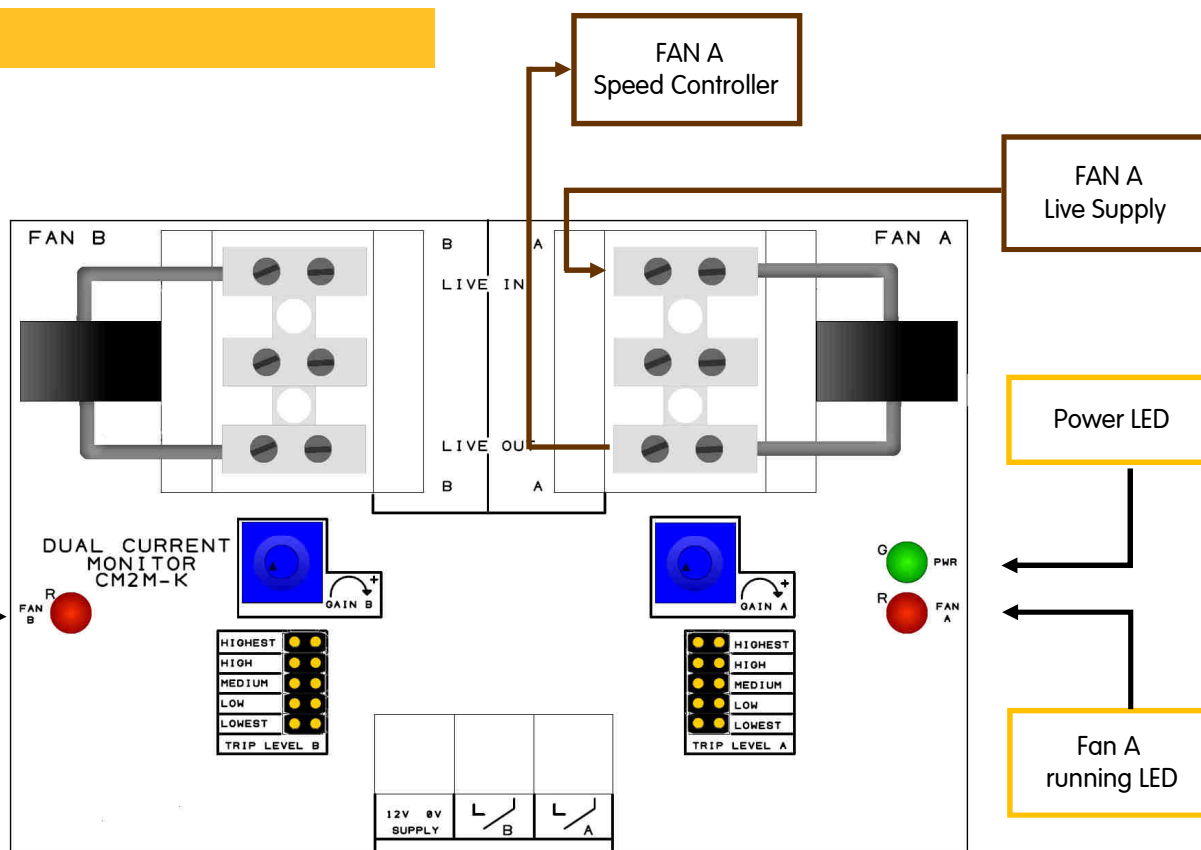 FAN A
Speed Controller
FAN A
Live Supply
FAN B
B
A
FAN A
LIVE IN
LIVE OUT
B
A
Power LED
DUAL CURRENT
MONITOR
CM2M-K
R
FAN
B
GAIN B
+
GAIN A
+
G
PWR
R
FAN
A
HIGHEST
HIGH
MEDIUM
LOW
LOWEST
TRIP LEVEL B
HIGHEST
HIGH
MEDIUM
LOW
LOWEST
TRIP LEVEL A
Fan A
running LED
12V 0V
SUPPLY
B
A